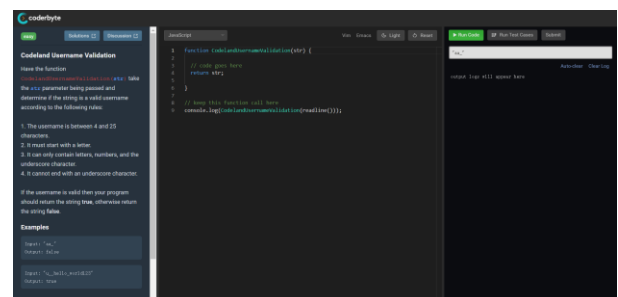 coderbyte
easy
Solutions
Discussion
Codeland Username Validation
Have the function
CodelandUsernameValidation(str) take
the str parameter being passed and
determine if the string is a valid username
according to the following rules:
1. The username is between 4 and 25
characters.
2. It must start with a letter.
3. It can only contain letters, numbers, and the
underscore character.
4. It cannot end with an underscore character.
If the username is valid then your program
should return the string true, otherwise return
the string false.
Examples
Input: "aa_"
Output: false
Input: "u__hello_world123"
Output: true
JavaScript
Vim Emacs Light Reset
1 function CodelandUsernameValidation(str) {
2
3 // code goes here
4 return str;
5
6 }
7
8 // keep this function call here
9 console.log(CodelandUsernameValidation(readline()));
Run Code
Run Test Cases
Submit
"aa_"
Auto-clear Clear Log
output logs will appear here